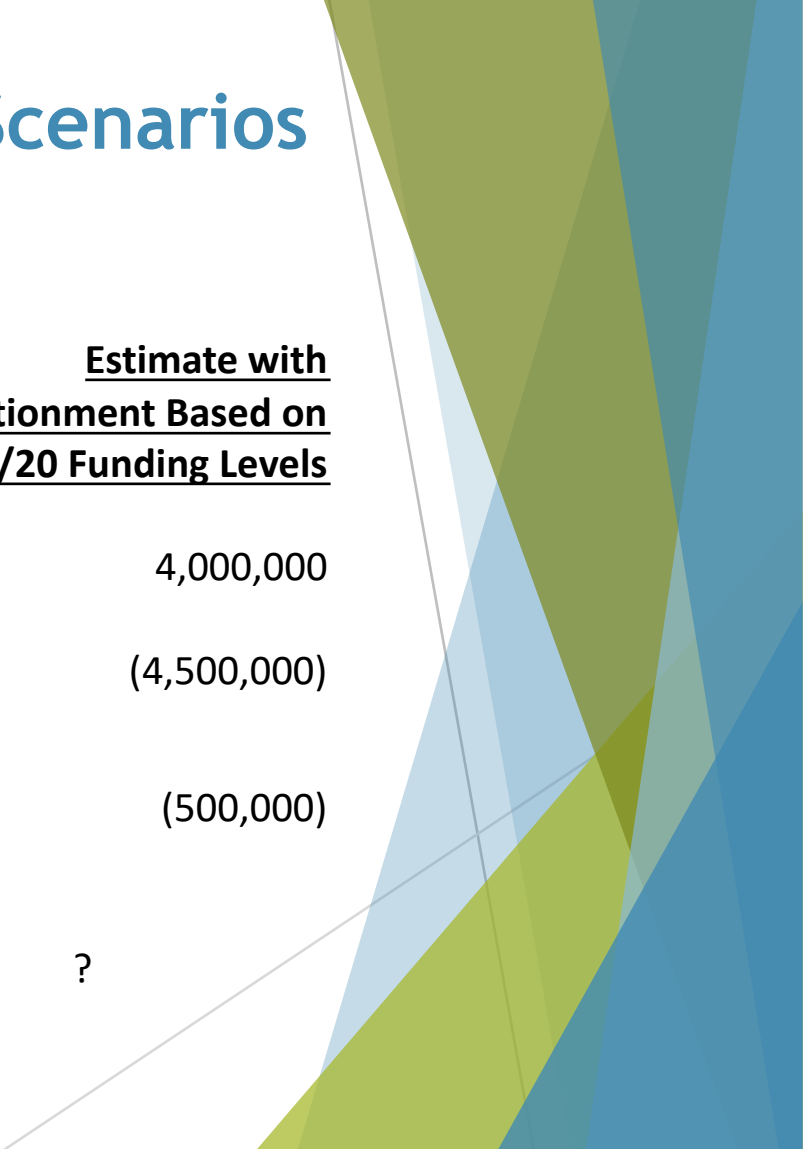 Scenarios
Estimate with
tionment Based on
/20 Funding Levels
4,000,000
(4,500,000)
(500,000)
?